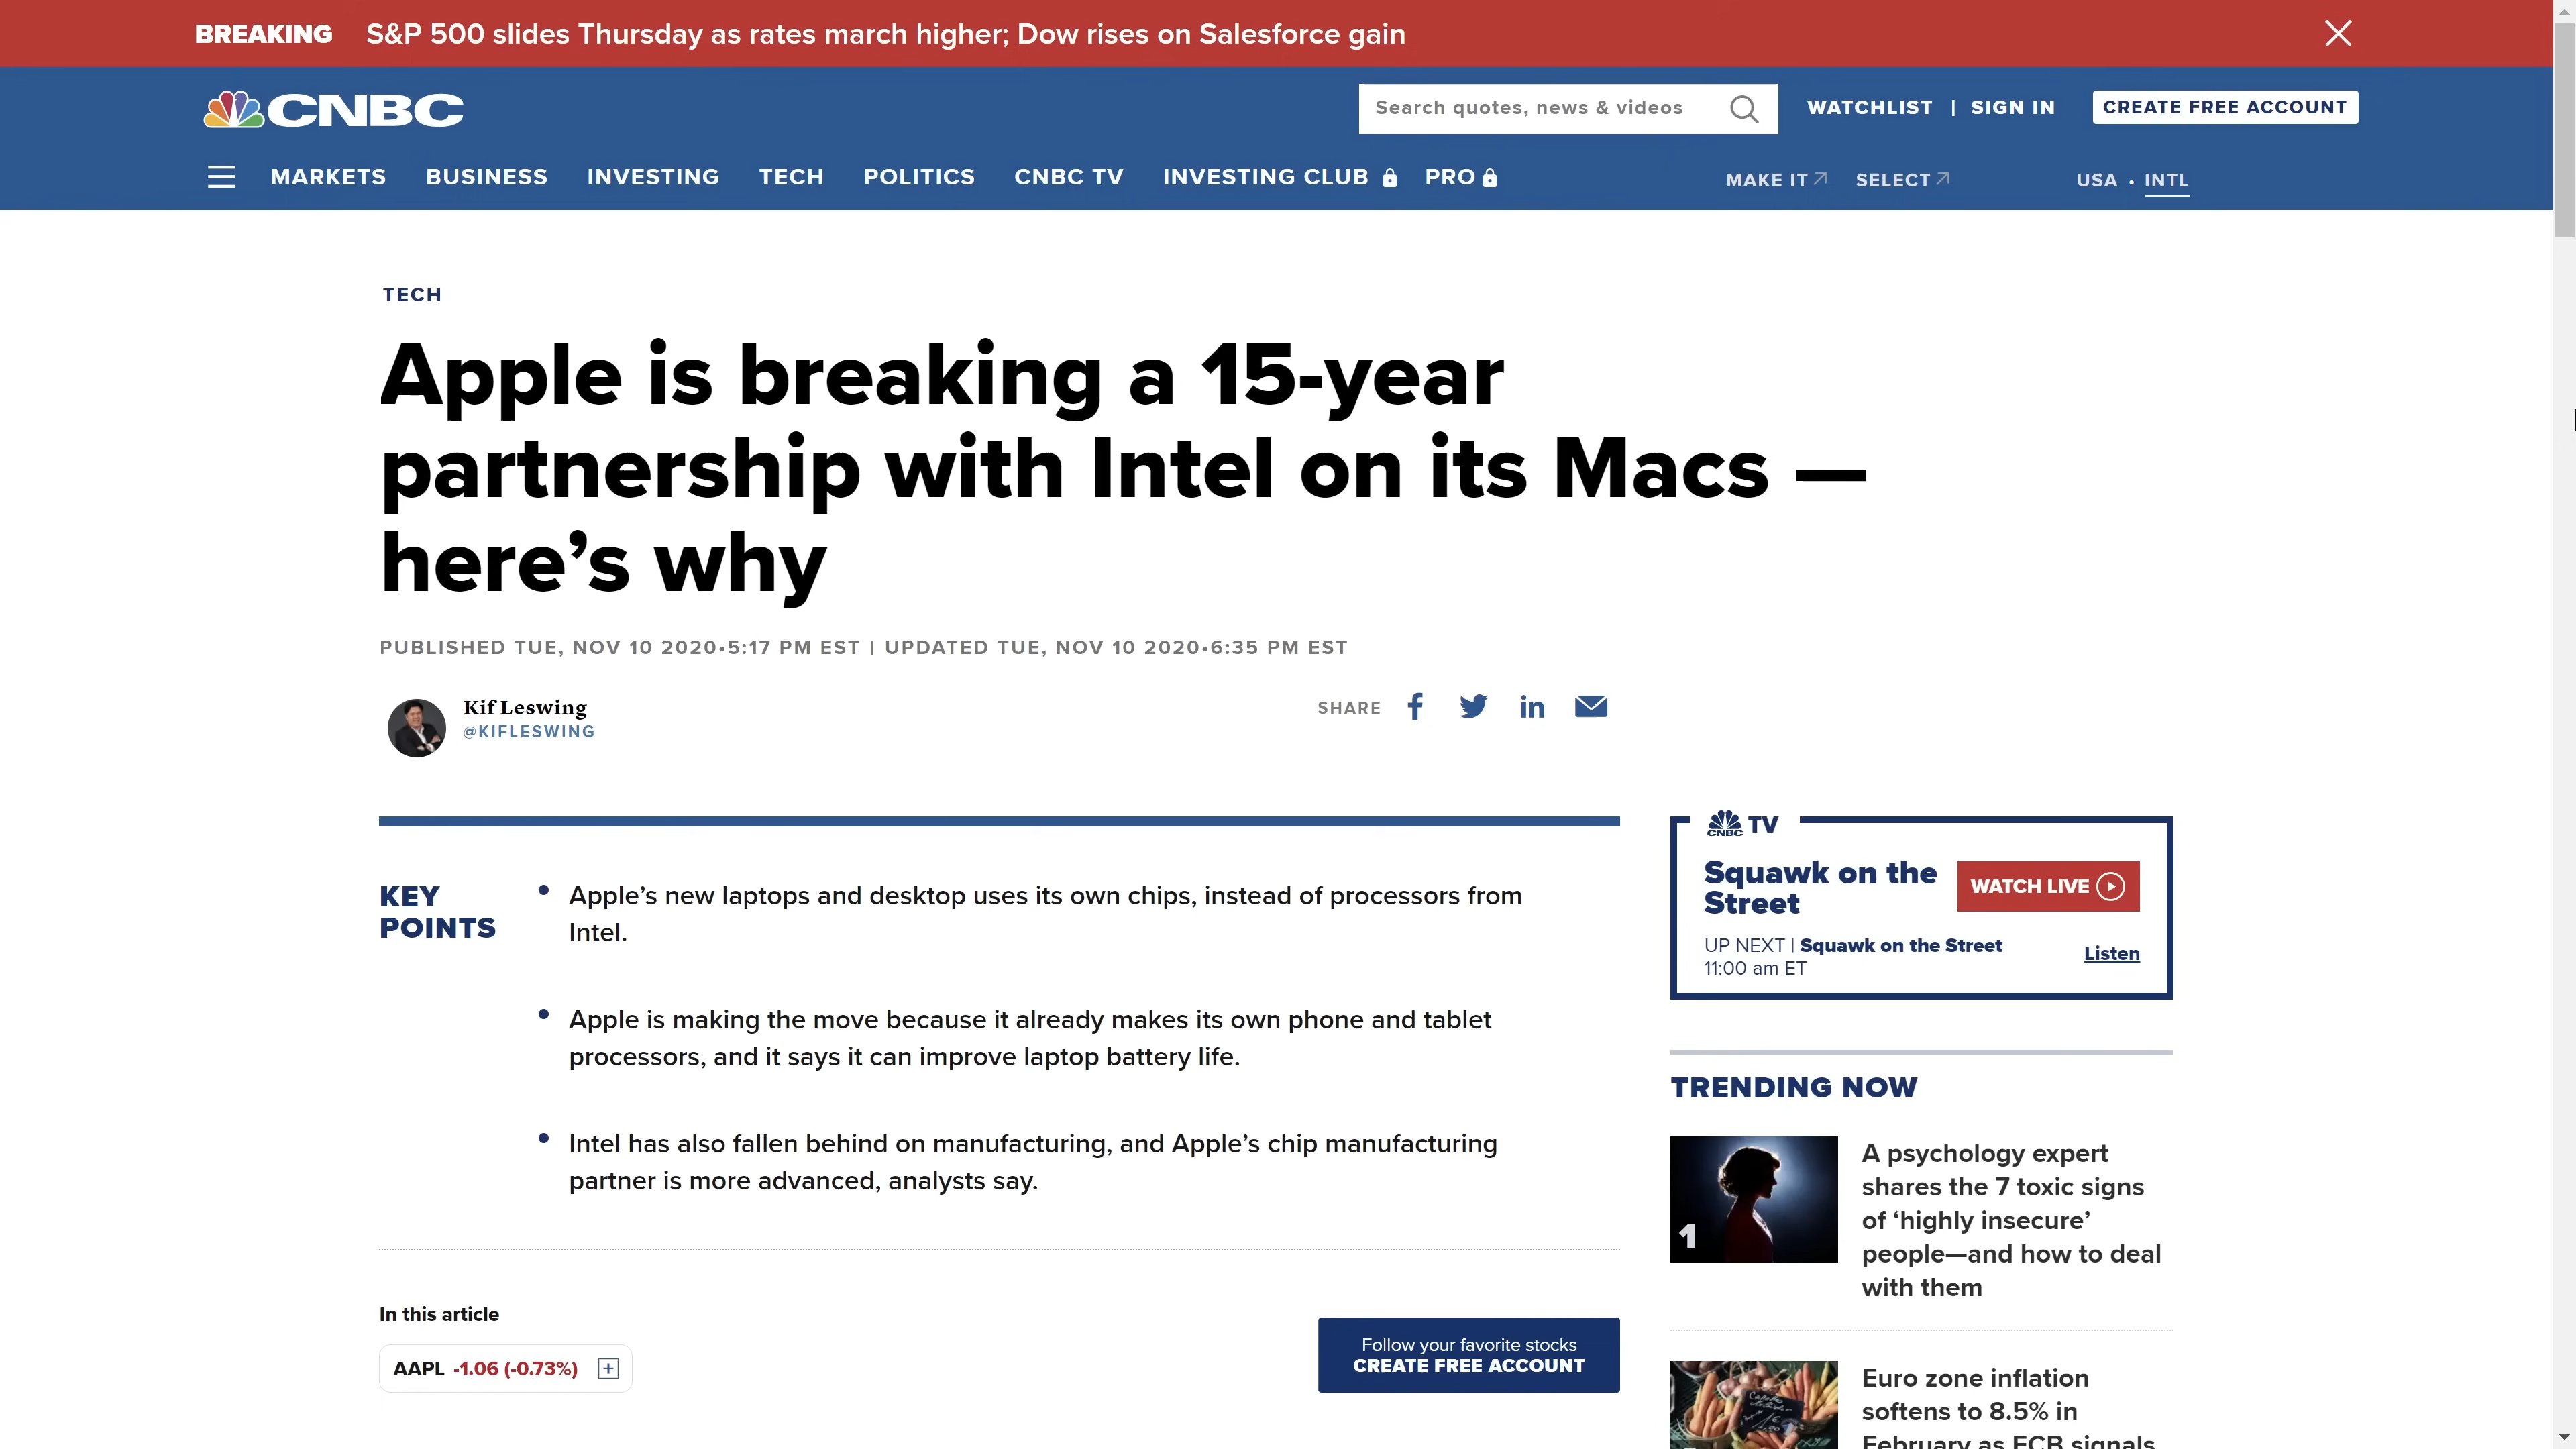 BREAKING S&P 500 slides Thursday as rates march higher; Dow rises on Salesforce gain
CNBC
Search quotes, news & videos
WATCHLIST | SIGN IN
CREATE FREE ACCOUNT
MARKETS BUSINESS INVESTING TECH POLITICS CNBC TV INVESTING CLUB PRO
MAKE IT SELECT USA • INTL
TECH
Apple is breaking a 15-year
partnership with Intel on its Macs —
here’s why
PUBLISHED TUE, NOV 10 2020•5:17 PM EST | UPDATED TUE, NOV 10 2020•6:35 PM EST
Kif Leswing
@KIFLESWING
SHARE
KEY
POINTS
• Apple’s new laptops and desktop uses its own chips, instead of processors from
Intel.
• Apple is making the move because it already makes its own phone and tablet
processors, and it says it can improve laptop battery life.
• Intel has also fallen behind on manufacturing, and Apple’s chip manufacturing
partner is more advanced, analysts say.
In this article
AAPL -1.06 (-0.73%)
Follow your favorite stocks
CREATE FREE ACCOUNT
CNBC TV
Squawk on the
Street
WATCH LIVE
UP NEXT | Squawk on the Street
11:00 am ET
Listen
TRENDING NOW
1
A psychology expert
shares the 7 toxic signs
of ‘highly insecure’
people—and how to deal
with them
Euro zone inflation
softens to 8.5% in
February as ECB signals